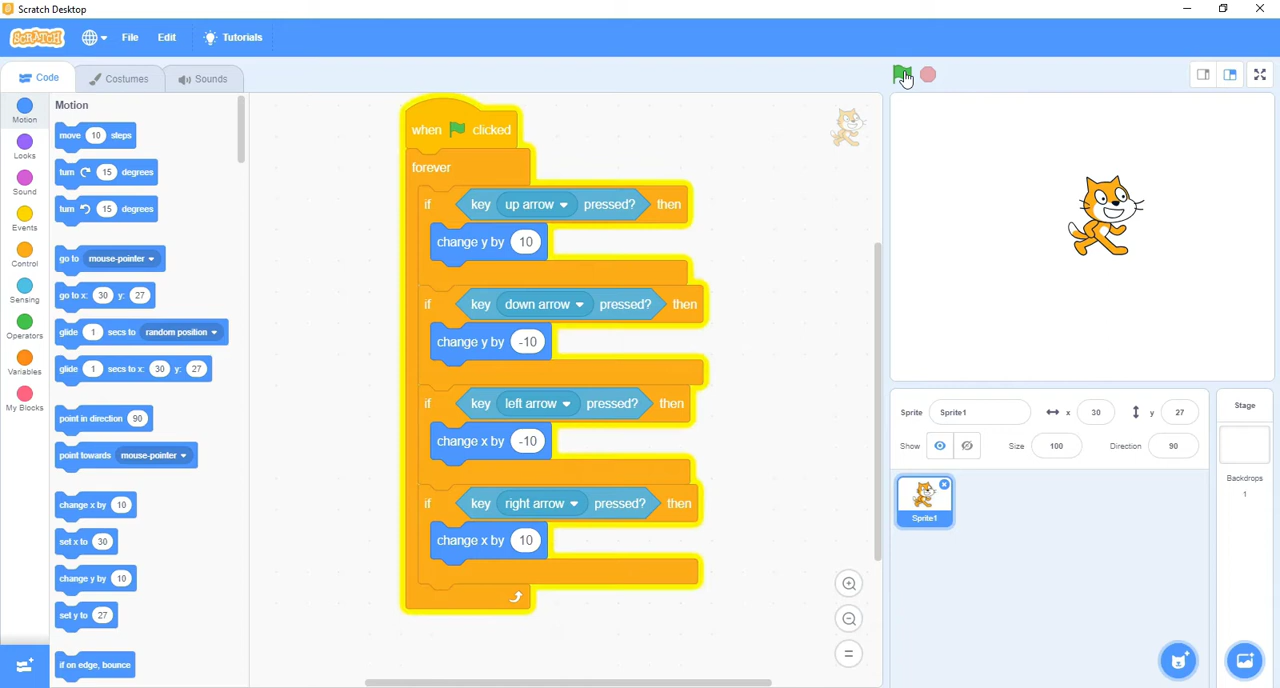 Scratch Desktop
SCRATCH File Edit Tutorials
Code Costumes Sounds
Motion
Looks
Sound
Events
Control
Sensing
Operators
Variables
My Blocks
Motion
move 10 steps
turn 15 degrees
turn 15 degrees
go to mouse-pointer
go to x: 30 y: 27
glide 1 secs to random position
glide 1 secs to x: 30 y: 27
point in direction 90
point towards mouse-pointer
change x by 10
set x to 30
change y by 10
set y to 27
if on edge, bounce
when clicked
forever
if key up arrow pressed? then
change y by 10
if key down arrow pressed? then
change y by -10
if key left arrow pressed? then
change x by -10
if key right arrow pressed? then
change x by 10
Sprite Sprite1 x 30 y 27
Show Size 100 Direction 90
Sprite1
Stage
Backdrops
1